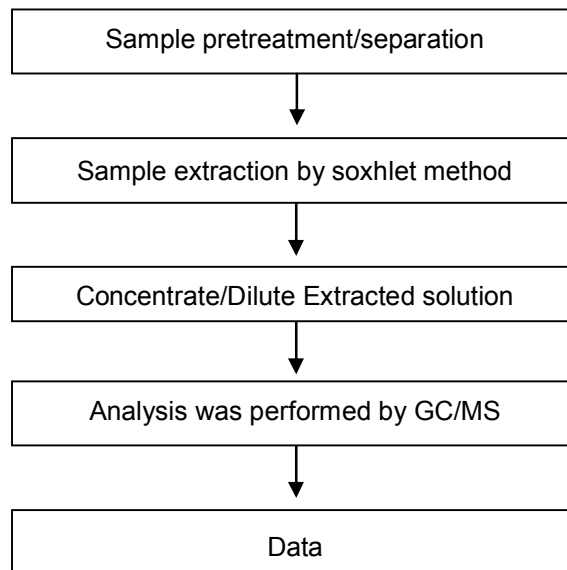 Sample pretreatment/separation
Sample extraction by soxhlet method
Concentrate/Dilute Extracted solution
Analysis was performed by GC/MS
Data